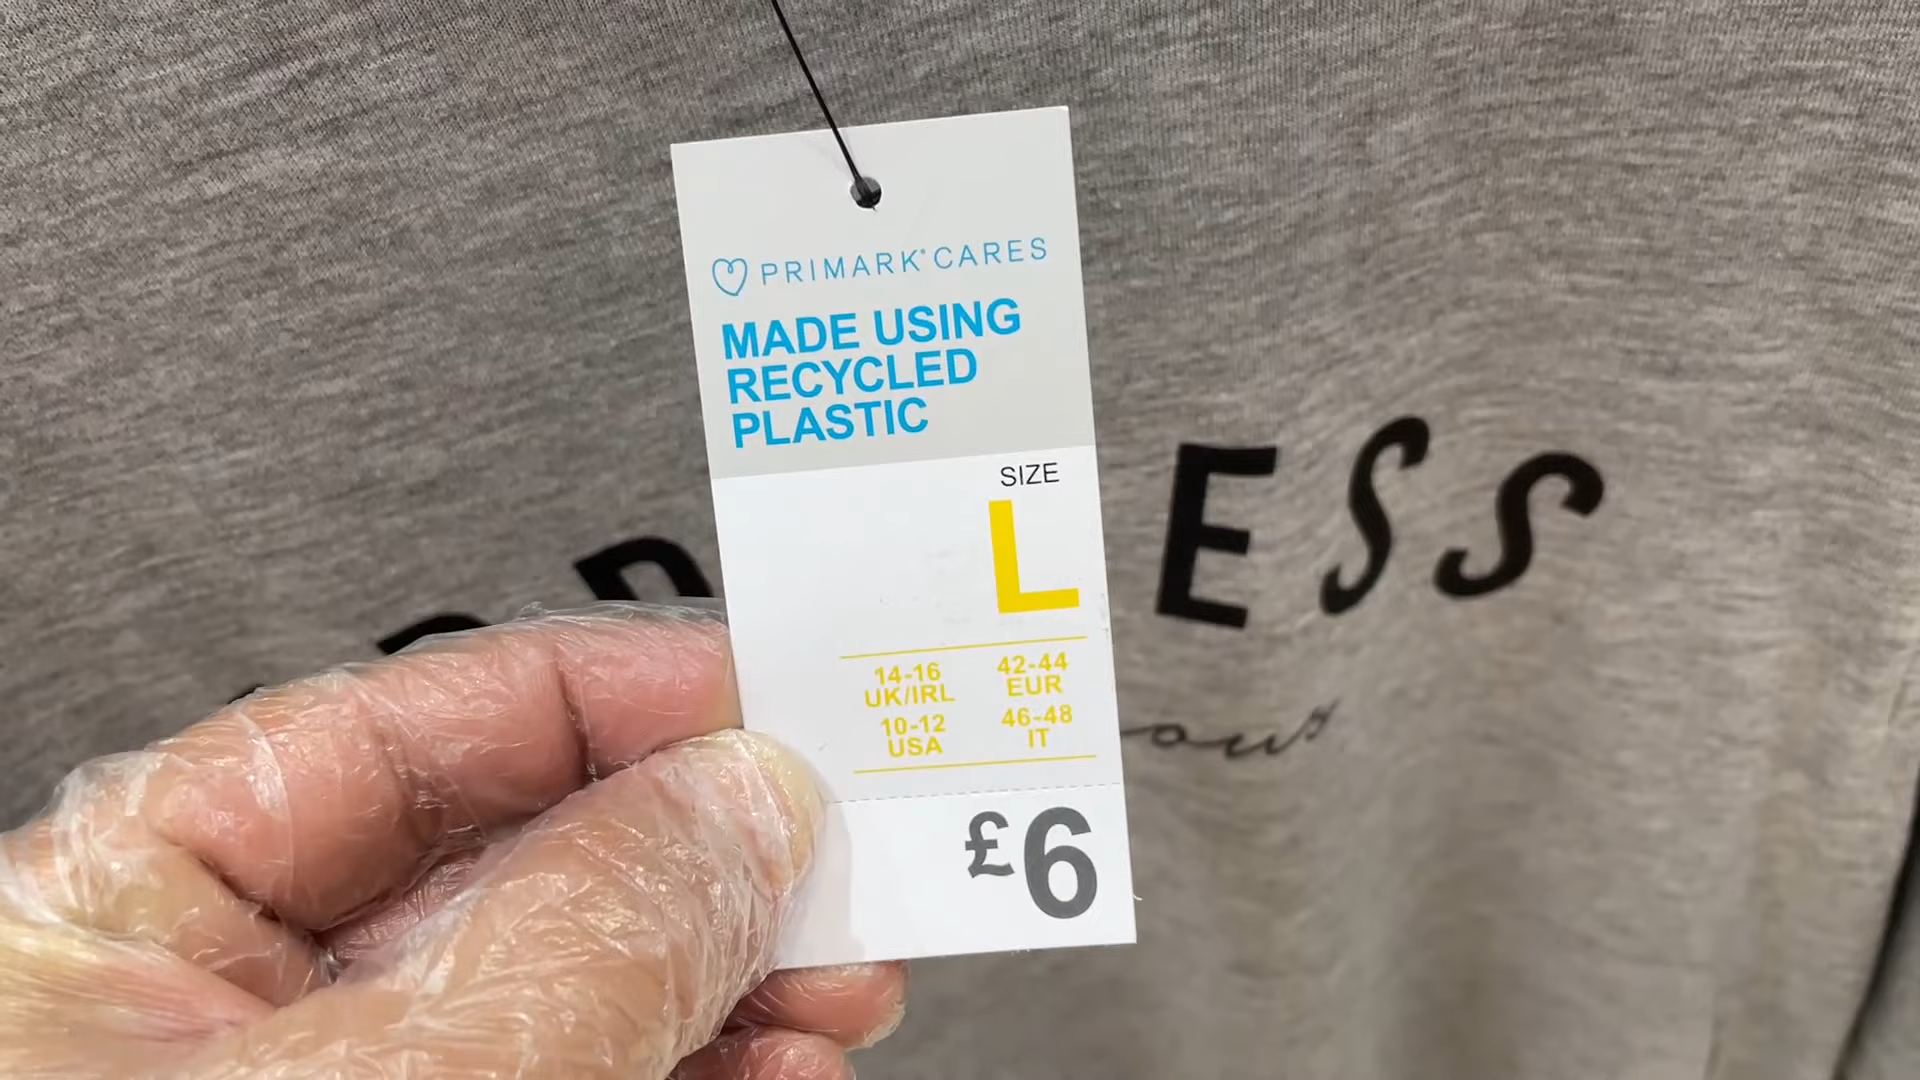 PRIMARK® CARES
MADE USING
RECYCLED
PLASTIC
SIZE
L
14-16
UK/IRL
42-44
EUR
10-12
USA
46-48
IT
£6
ESS